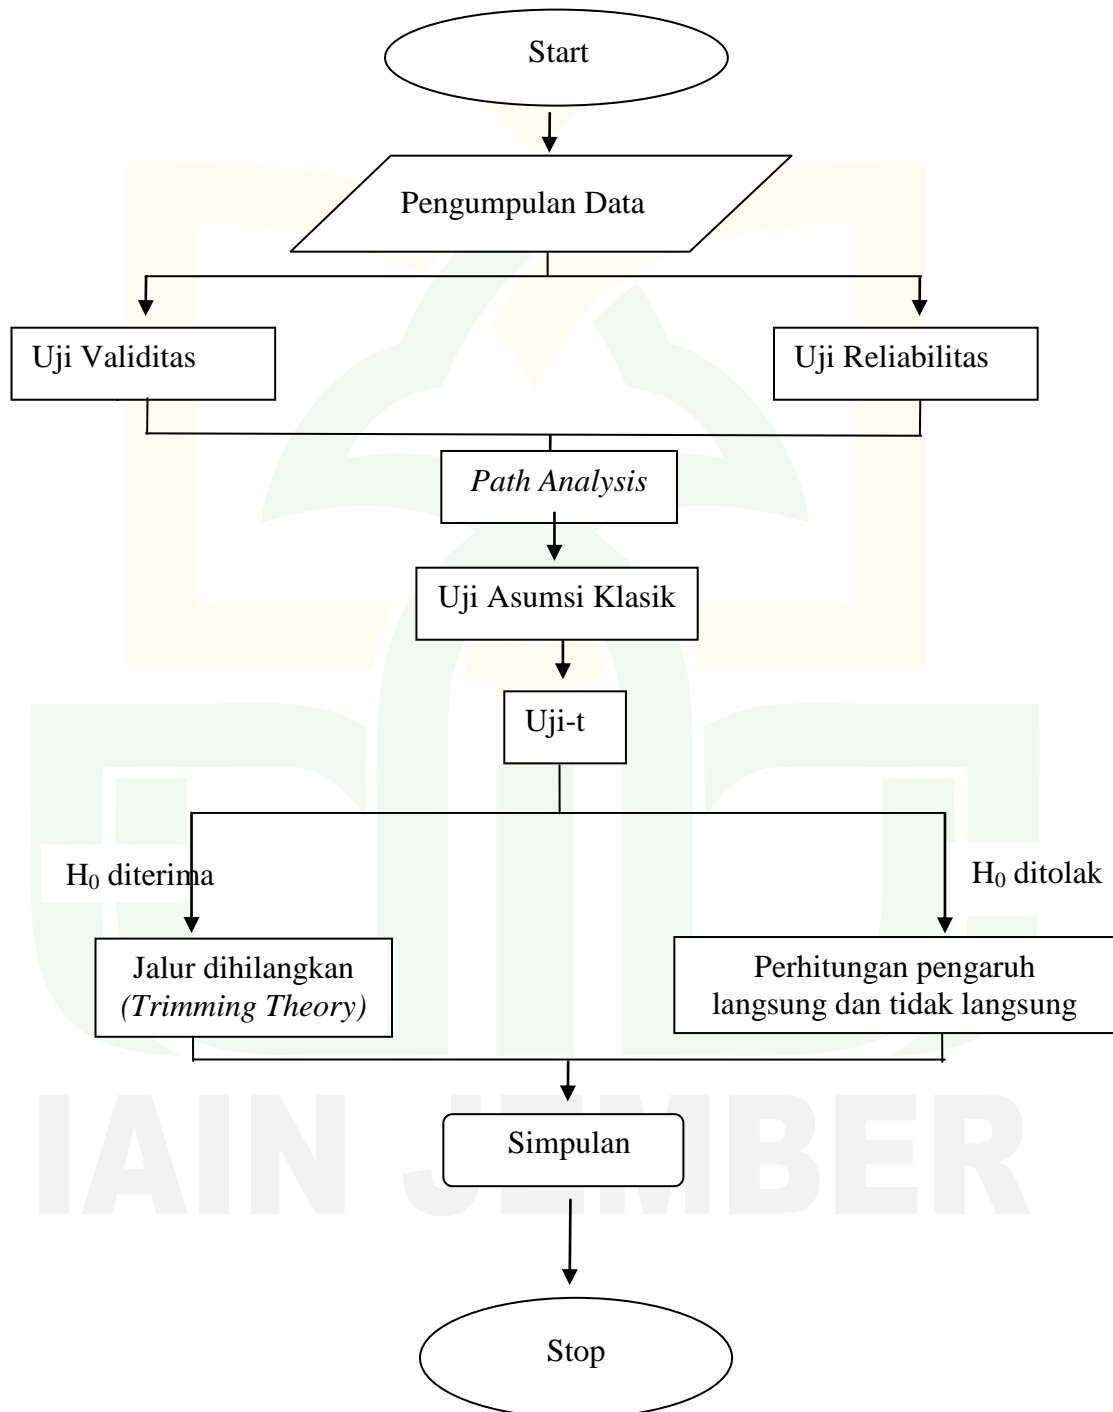 Start
Pengumpulan Data
Uji Validitas
Uji Reliabilitas
Path Analysis
Uji Asumsi Klasik
Uji-t
H₀ diterima
H₀ ditolak
Jalur dihilangkan
(Trimming Theory)
Perhitungan pengaruh
langsung dan tidak langsung
IAIN JEMBER
Simpulan
Stop